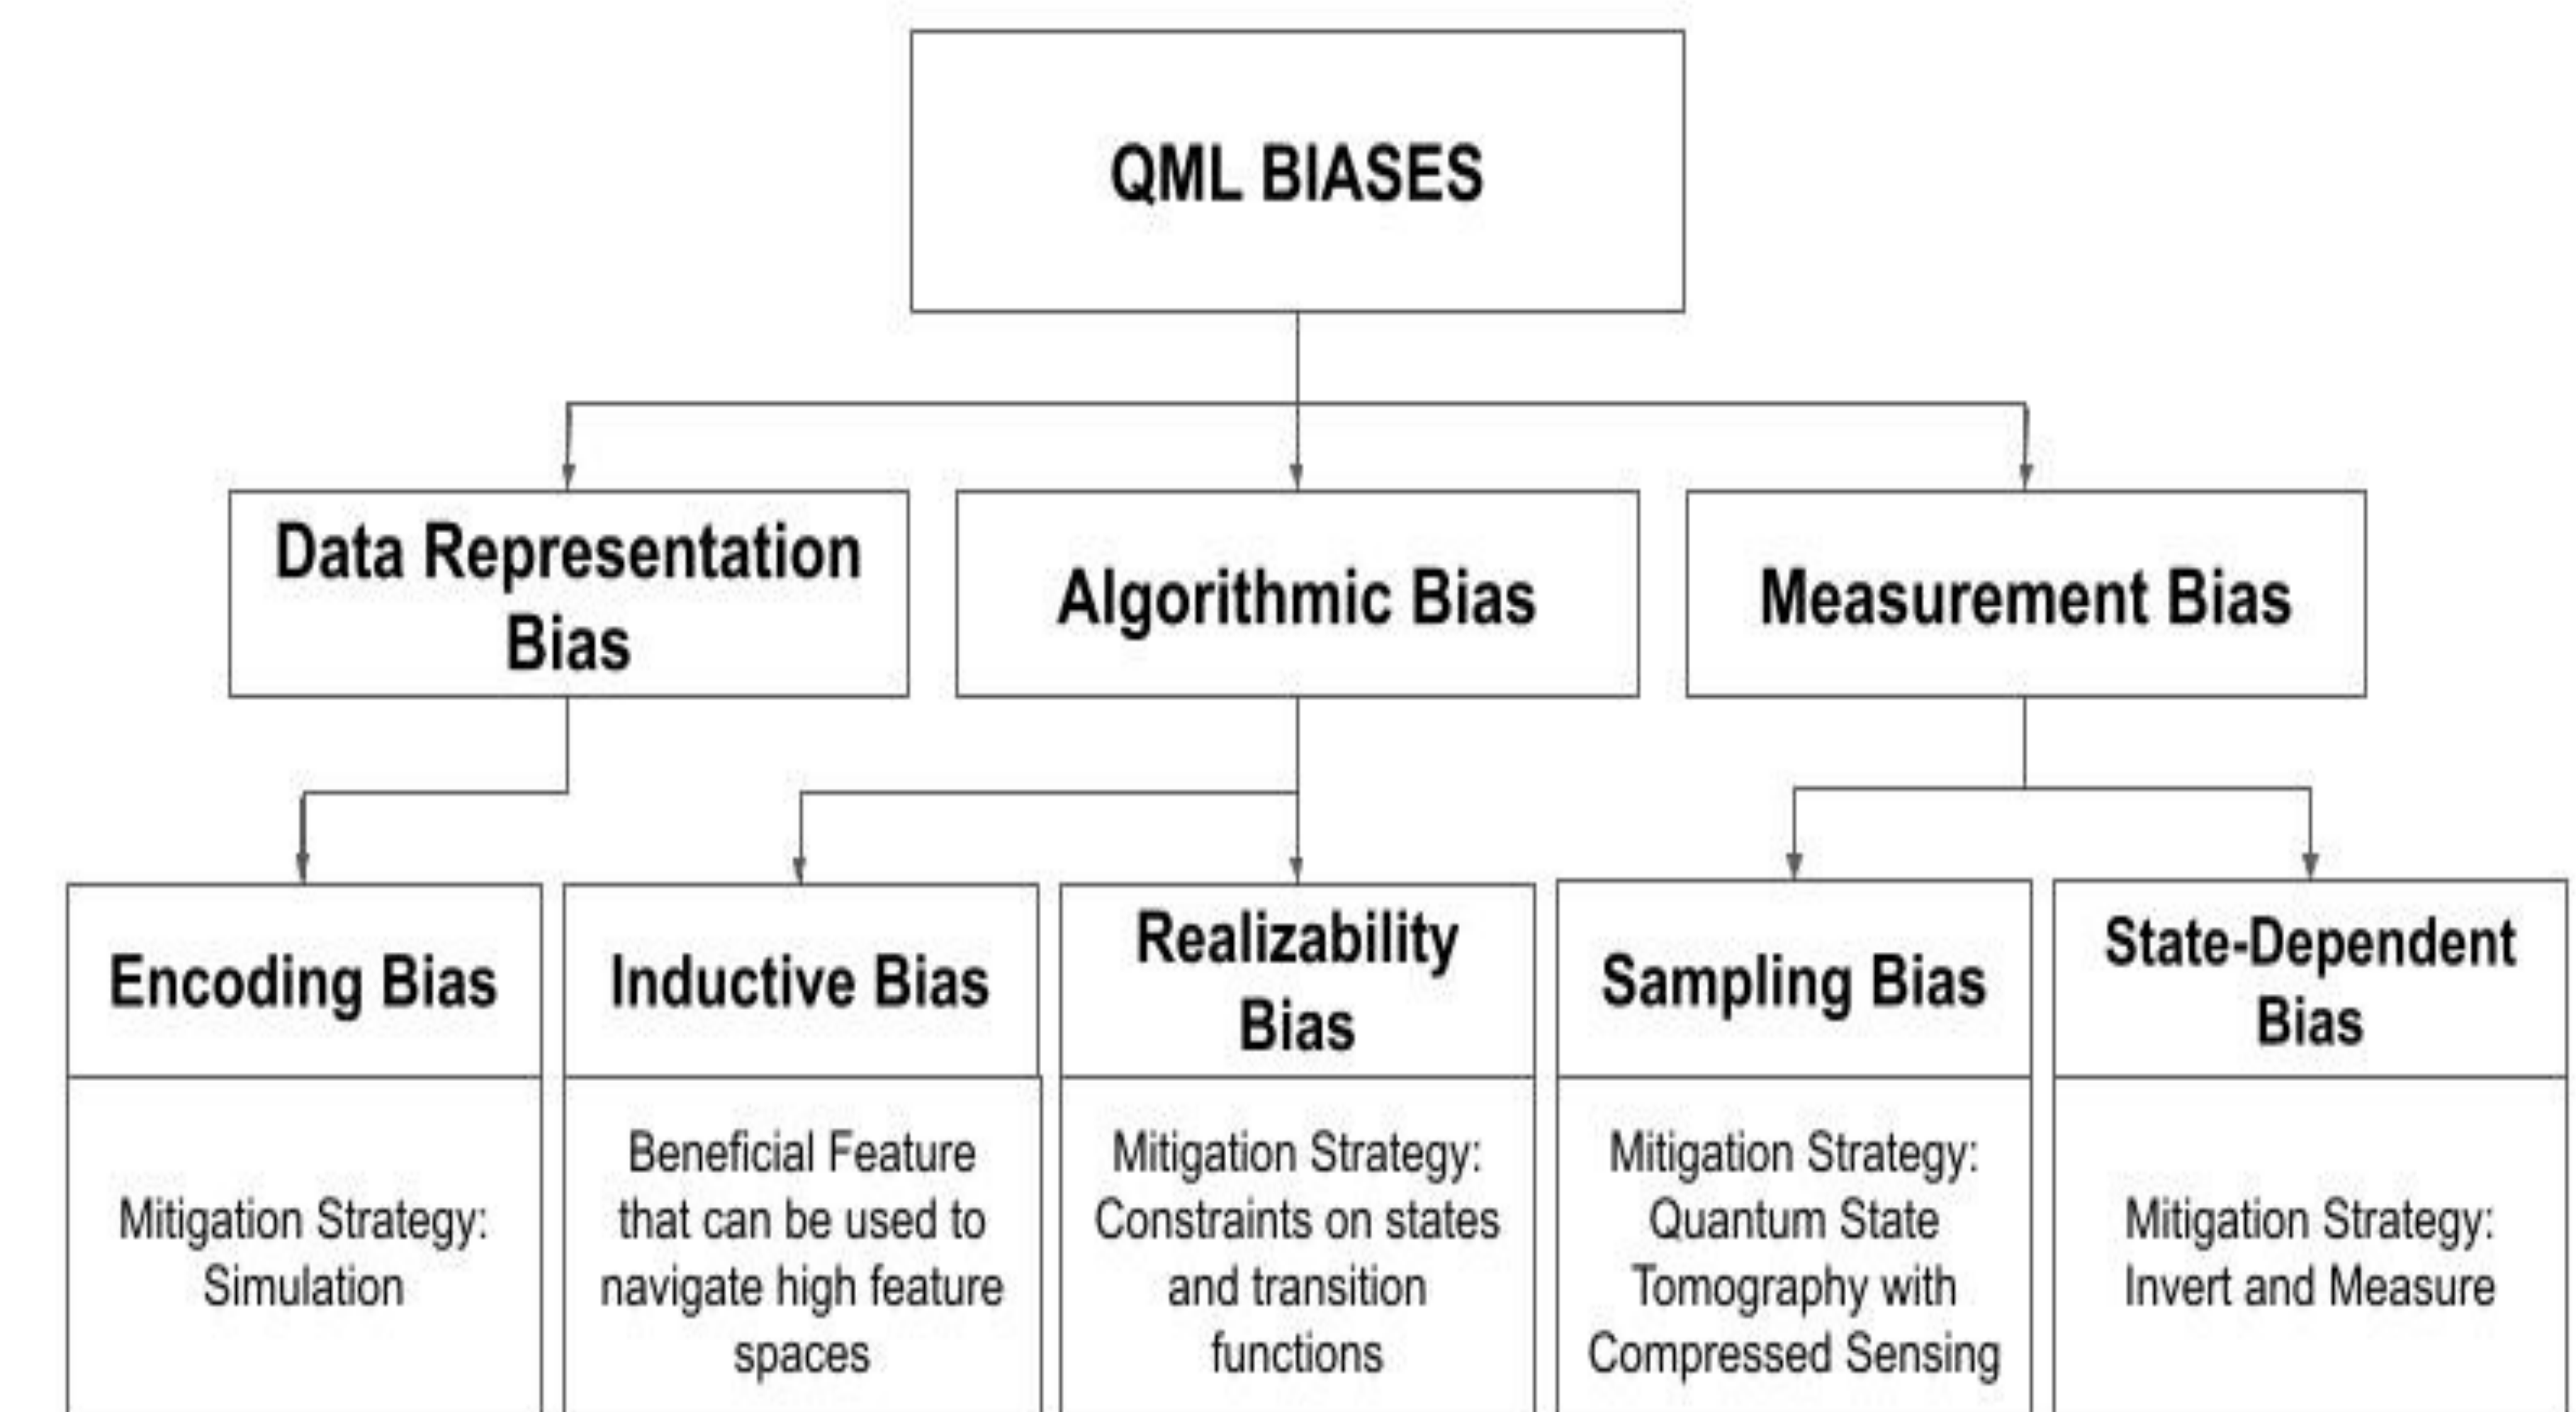 QML BIASES
Data Representation
Bias
Algorithmic Bias
Measurement Bias
Encoding Bias
Inductive Bias
Realizability
Bias
Sampling Bias
State-Dependent
Bias
Mitigation Strategy:
Simulation
Beneficial Feature
that can be used to
navigate high feature
spaces
Mitigation Strategy:
Constraints on states
and transition
functions
Mitigation Strategy:
Quantum State
Tomography with
Compressed Sensing
Mitigation Strategy:
Invert and Measure